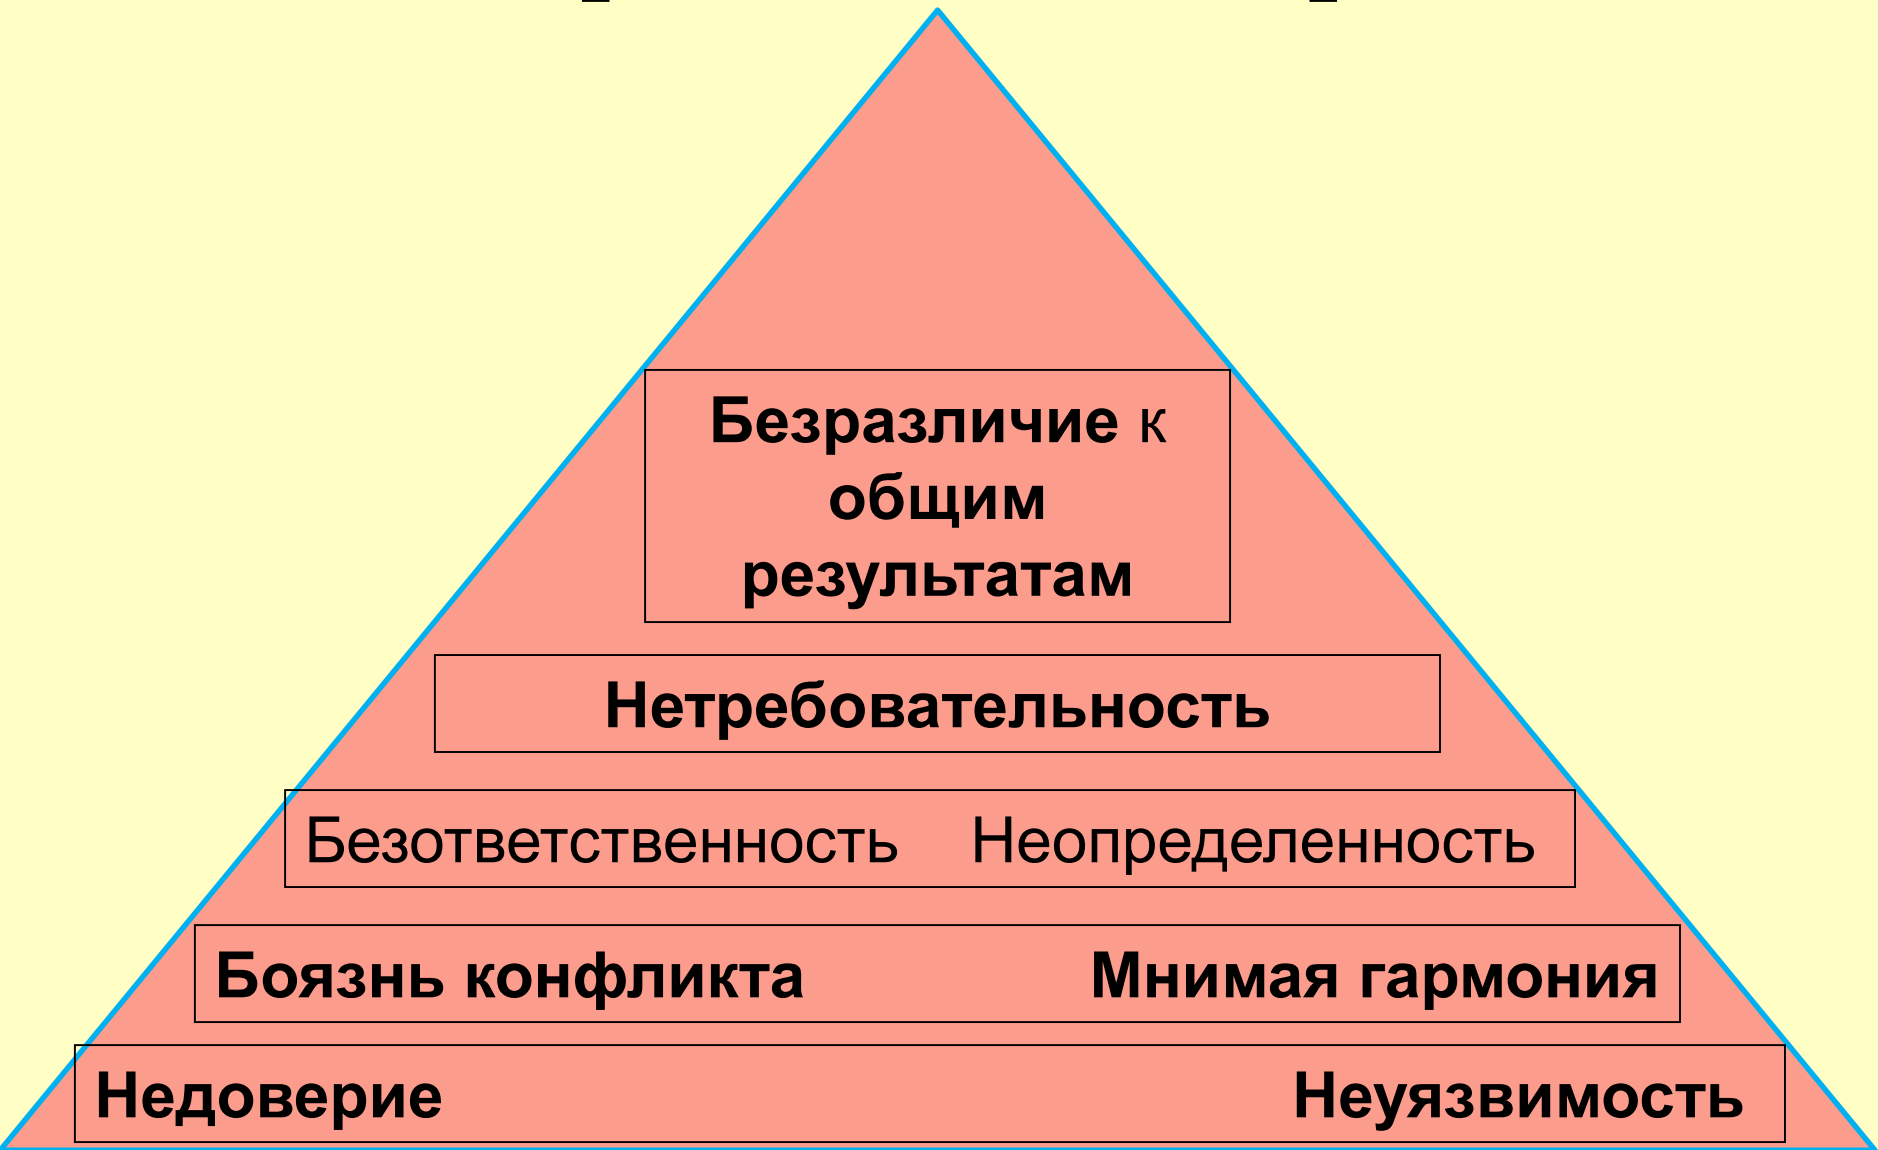 Безразличие к
общим
результатам
Нетребовательность
Безответственность Неопределенность
Боязнь конфликта Мнимая гармония
Недоверие Неуязвимость